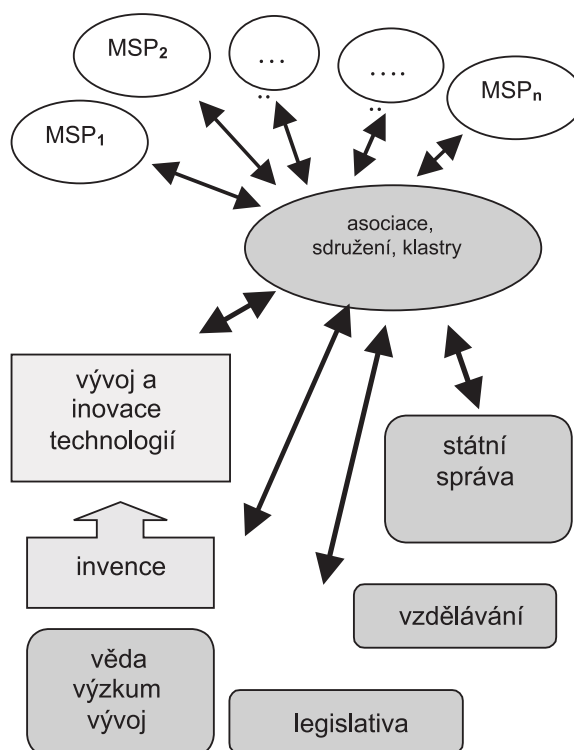 MSP₂
...
....
MSPₙ
MSP₁
..
..
asociace,
sdružení, klastry
vývoj a
inovace
technologií
státní
správa
invence
vzdělávání
věda
výzkum
vývoj
legislativa